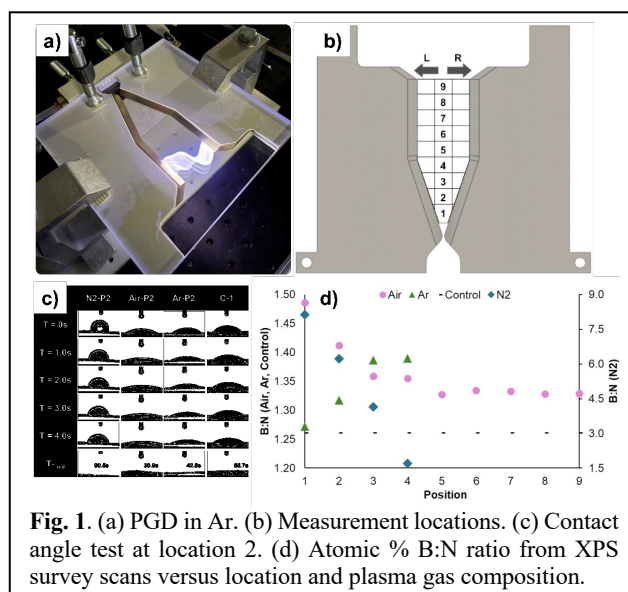 a)
b)
L R
9
8
7
6
5
4
3
2
1
c)
N2-P2 Air-P2 Ar-P2 C-1
T = 0s
T = 1.0s
T = 2.0s
T = 3.0s
T = 4.0s
90.5s 30.9s 42.8s
d)
Air Ar Control N2
B:N (Air, Ar, Control)
1.50
1.45
1.40
1.35
1.30
1.25
1.20
B:N (N2)
9.0
7.5
6.0
4.5
3.0
1.5
1 2 3 4 5 6 7 8 9
Position
Fig. 1. (a) PGD in Ar. (b) Measurement locations. (c) Contact
angle test at location 2. (d) Atomic % B:N ratio from XPS
survey scans versus location and plasma gas composition.